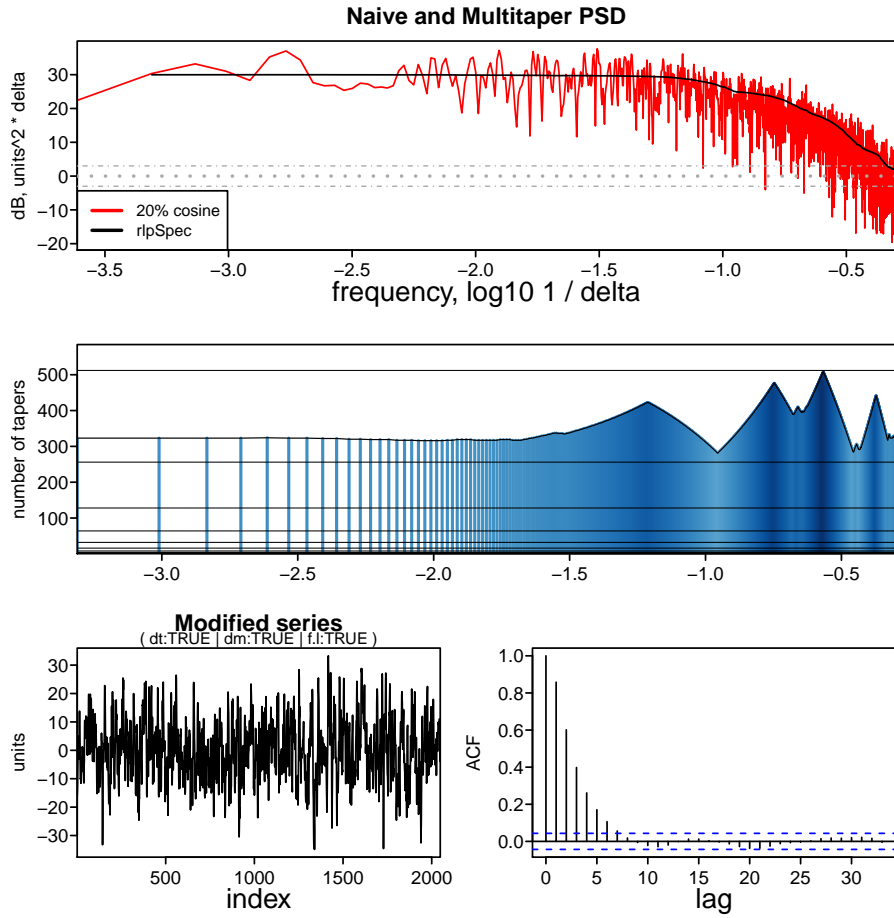 Naive and Multitaper PSD
dB, units^2 * delta
30
20
10
0
−10
−20
20% cosine
rlpSpec
−3.5 −3.0 −2.5 −2.0 −1.5 −1.0 −0.5
frequency, log10 1 / delta
number of tapers
500
400
300
200
100
−3.0 −2.5 −2.0 −1.5 −1.0 −0.5
Modified series
( dt:TRUE | dm:TRUE | f.l:TRUE )
units
30
20
10
0
−10
−20
−30
500 1000 1500 2000
index
ACF
1.0
0.8
0.6
0.4
0.2
0.0
0 5 10 15 20 25 30
lag